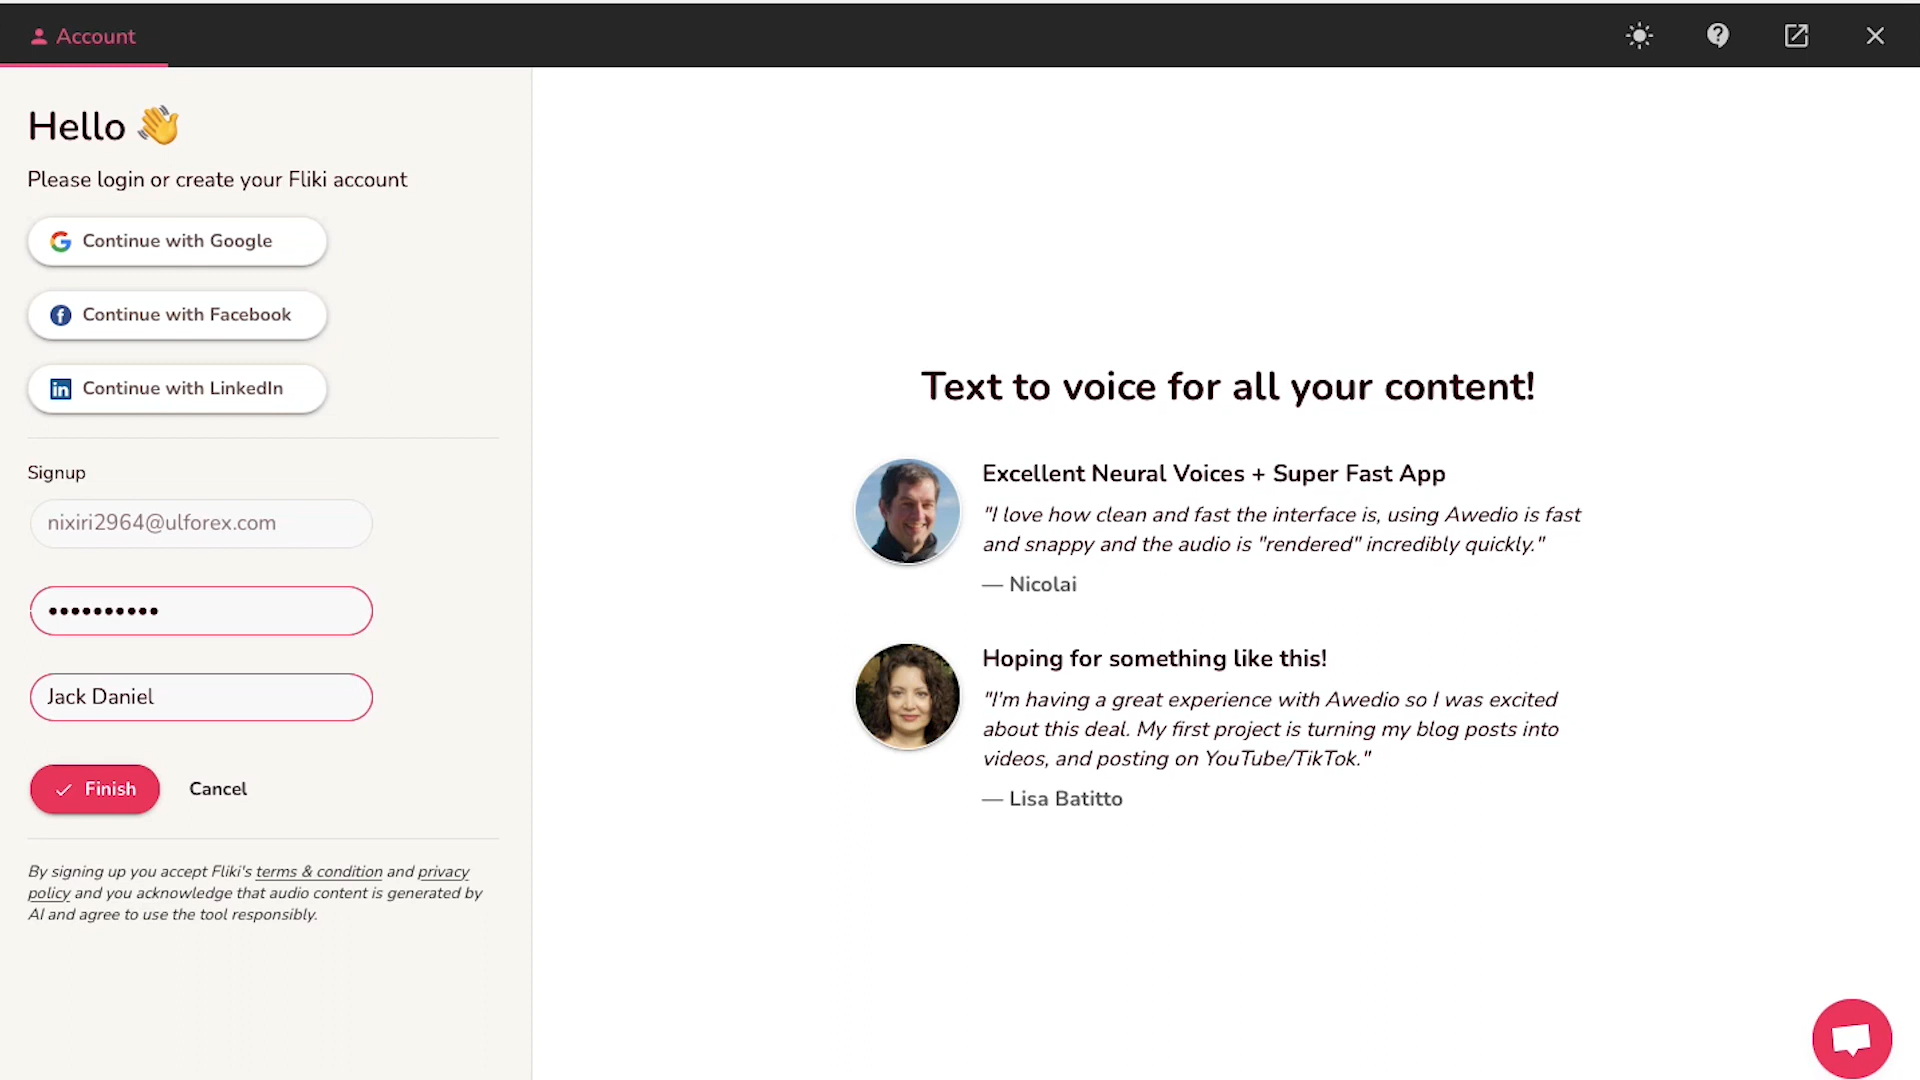 Account
Hello 👋
Please login or create your Fliki account
Continue with Google
Continue with Facebook
Continue with LinkedIn
Signup
nixiri2964@ulforex.com
••••••••••
Jack Daniel
Finish
Cancel
By signing up you accept Fliki's terms & condition and privacy
policy and you acknowledge that audio content is generated by
AI and agree to use the tool responsibly.
Text to voice for all your content!
Excellent Neural Voices + Super Fast App
"I love how clean and fast the interface is, using Awedio is fast
and snappy and the audio is "rendered" incredibly quickly."
— Nicolai
Hoping for something like this!
"I'm having a great experience with Awedio so I was excited
about this deal. My first project is turning my blog posts into
videos, and posting on YouTube/TikTok."
— Lisa Batitto